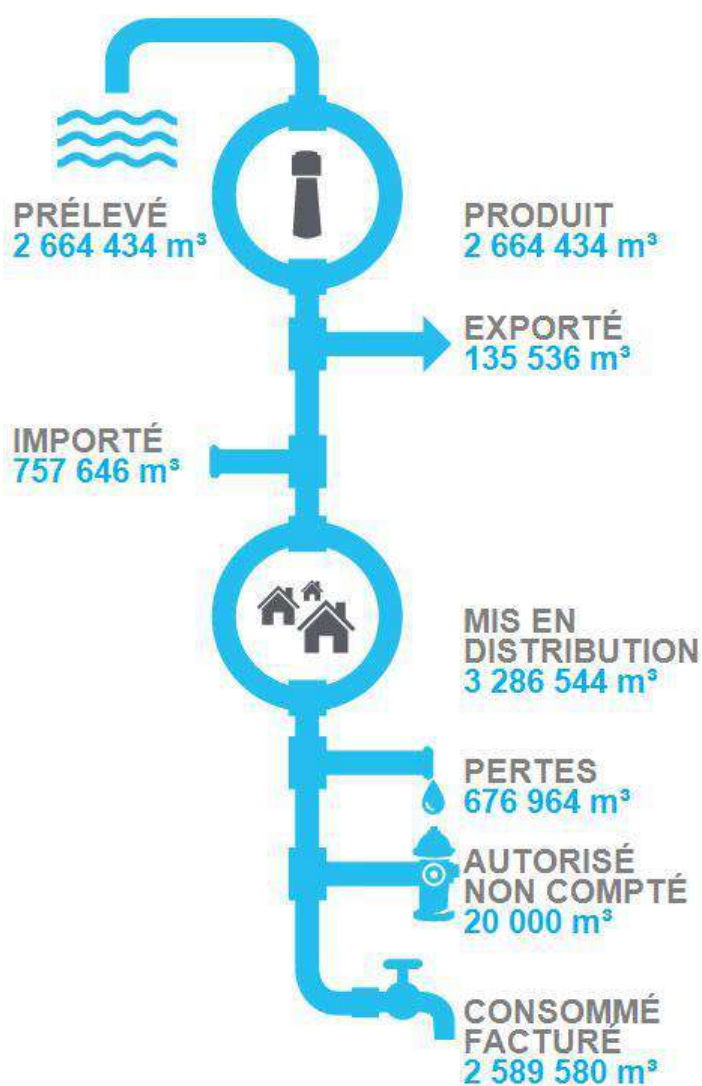 PRÉLEVÉ
2 664 434 m³
PRODUIT
2 664 434 m³
EXPORTÉ
135 536 m³
IMPORTÉ
757 646 m³
MIS EN
DISTRIBUTION
3 286 544 m³
PERTES
676 964 m³
AUTORISÉ
NON COMPTÉ
20 000 m³
CONSOMMÉ
FACTURÉ
2 589 580 m³